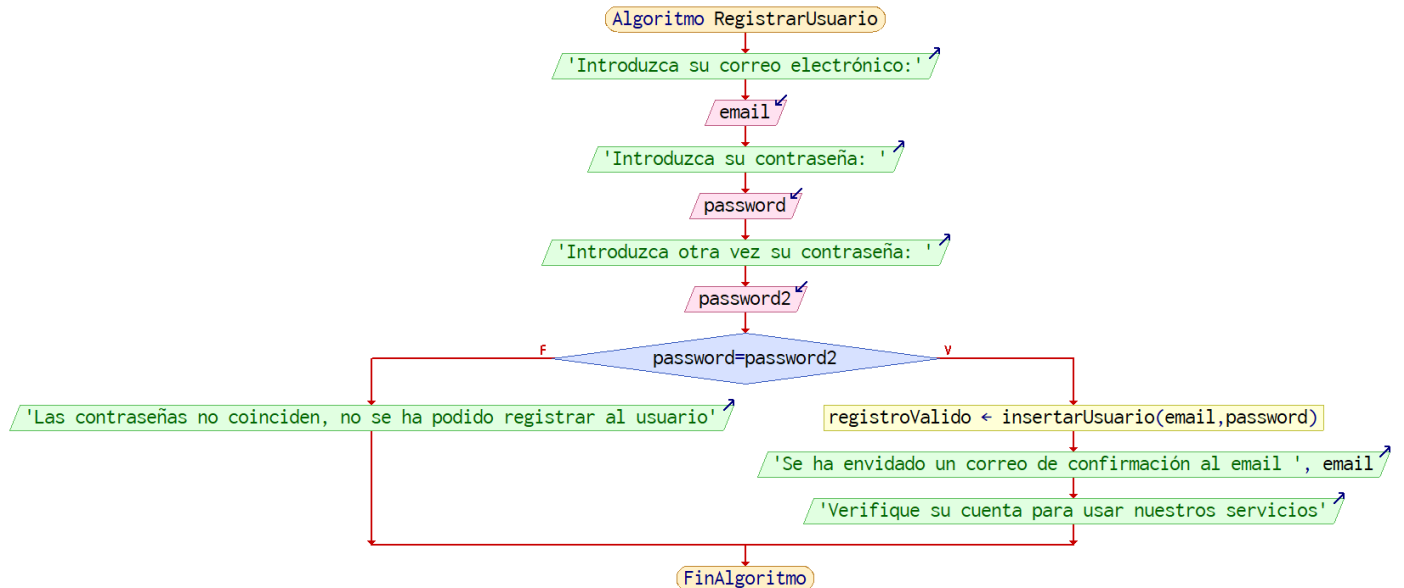 Algoritmo RegistrarUsuario
'Introduzca su correo electrónico:'
email
'Introduzca su contraseña: '
password
'Introduzca otra vez su contraseña: '
password2
F
password=password2
V
'Las contraseñas no coinciden, no se ha podido registrar al usuario'
registroValido ← insertarUsuario(email,password)
'Se ha envidado un correo de confirmación al email ', email
'Verifique su cuenta para usar nuestros servicios'
FinAlgoritmo